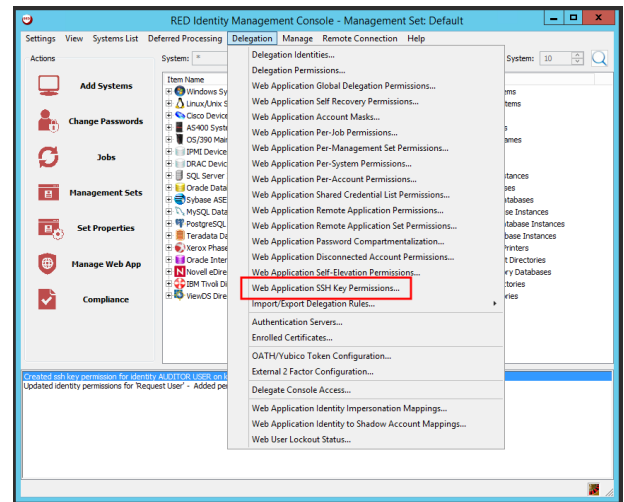 RED Identity Management Console - Management Set: Default
Settings View Systems List Deferred Processing Delegation Manage Remote Connection Help
Actions
System: *
System: 10
Add Systems
Change Passwords
Jobs
Management Sets
Set Properties
Manage Web App
Compliance
Item Name
Windows Sy
Linux/Unix S
Cisco Device
AS400 Syste
OS/390 Mai
IPMI Device
DRAC Devic
SQL Server
Oracle Data
Sybase ASE
MySQL Data
PostgreSQL
Teradata Da
Xerox Phase
Oracle Inter
Novell eDire
IBM Tivoli Di
ViewDS Dire
Delegation Identities...
Delegation Permissions...
Web Application Global Delegation Permissions...
Web Application Self Recovery Permissions...
Web Application Account Masks...
Web Application Per-Job Permissions...
Web Application Per-Management Set Permissions...
Web Application Per-System Permissions...
Web Application Per-Account Permissions...
Web Application Shared Credential List Permissions...
Web Application Remote Application Permissions...
Web Application Remote Application Set Permissions...
Web Application Password Compartmentalization...
Web Application Disconnected Account Permissions...
Web Application Self-Elevation Permissions...
Web Application SSH Key Permissions...
Import/Export Delegation Rules...
Authentication Servers...
Enrolled Certificates...
OATH/Yubico Token Configuration...
External 2 Factor Configuration...
Delegate Console Access...
Web Application Identity Impersonation Mappings...
Web Application Identity to Shadow Account Mappings...
Web User Lockout Status...
ems
tems
s
ames
tances
ses
tabases
se Instances
tabase Instances
base Instances
rinters
t Directories
ry Databases
tories
ories
Created ssh key permission for identity AUDITOR USER on k
Updated identity permissions for 'Request User' - Added per